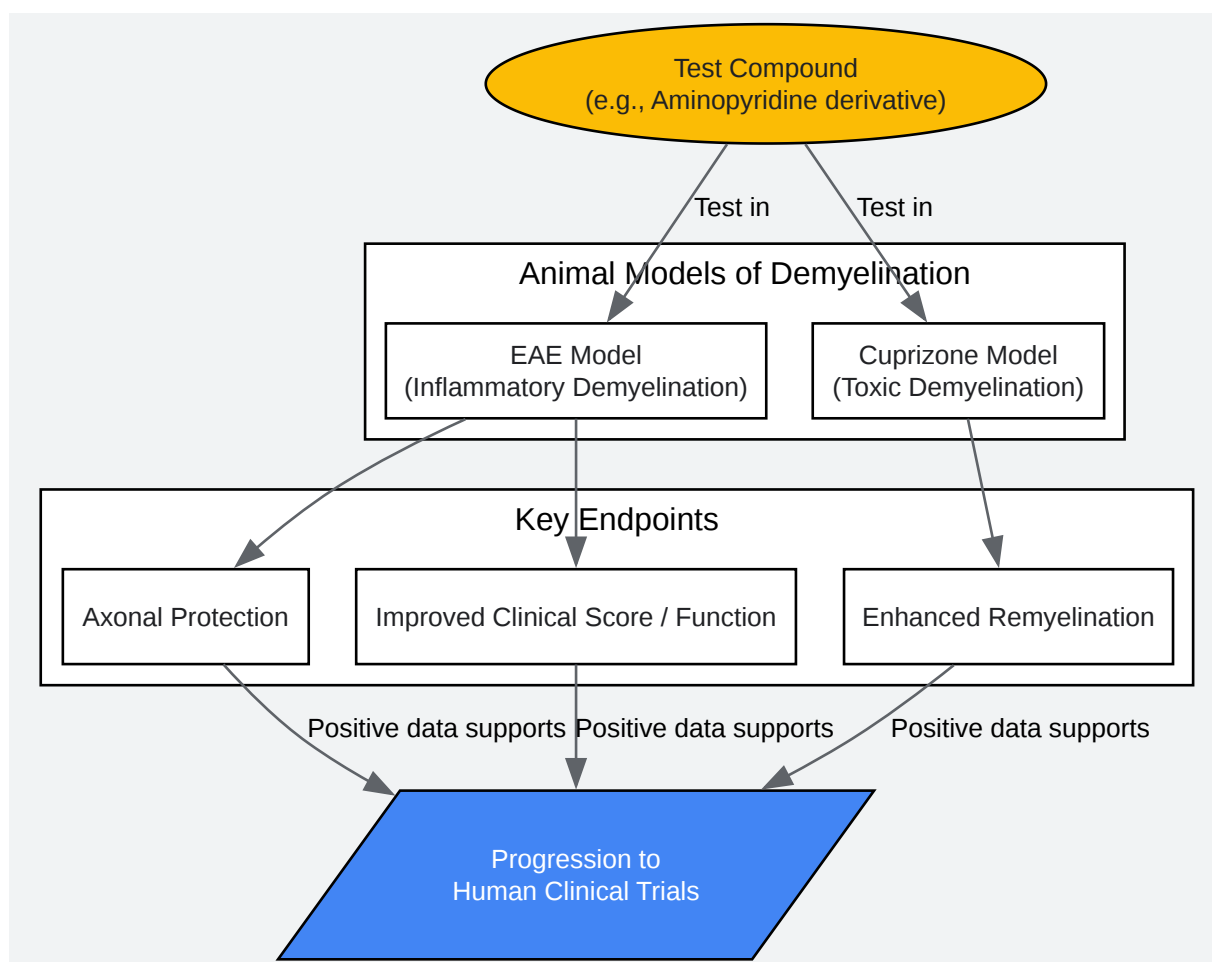 Test Compound
(e.g., Aminopyridine derivative)
Test in
Test in
Animal Models of Demyelination
EAE Model
(Inflammatory Demyelination)
Cuprizone Model
(Toxic Demyelination)
Key Endpoints
Axonal Protection
Improved Clinical Score / Function
Enhanced Remyelination
Positive data supports
Positive data supports
Positive data supports
Progression to
Human Clinical Trials